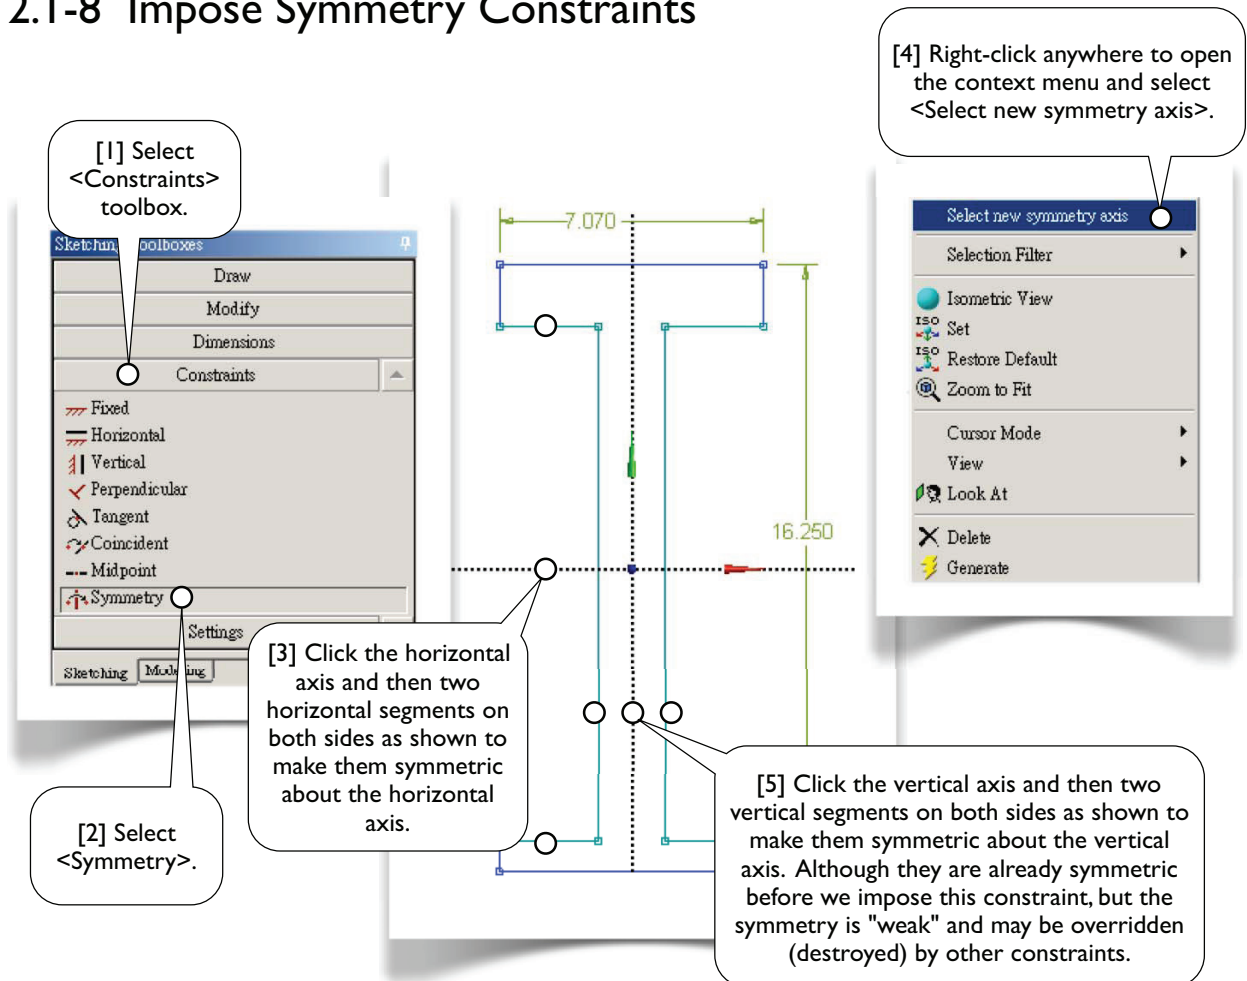 2.1-8 Impose Symmetry Constraints
[4] Right-click anywhere to open
the context menu and select
<Select new symmetry axis>.
[1] Select
<Constraints>
toolbox.
Sketching Toolboxes
Draw
Modify
Dimensions
Constraints
Fixed
Horizontal
Vertical
Perpendicular
Tangent
Coincident
Midpoint
Symmetry
Settings
Sketching Modeling
[2] Select
<Symmetry>.
7.070
16.250
[3] Click the horizontal
axis and then two
horizontal segments on
both sides as shown to
make them symmetric
about the horizontal
axis.
Select new symmetry axis
Selection Filter
Isometric View
ISO Set
ISO Restore Default
Zoom to Fit
Cursor Mode
View
Look At
Delete
Generate
[5] Click the vertical axis and then two
vertical segments on both sides as shown to
make them symmetric about the vertical
axis. Although they are already symmetric
before we impose this constraint, but the
symmetry is "weak" and may be overridden
(destroyed) by other constraints.